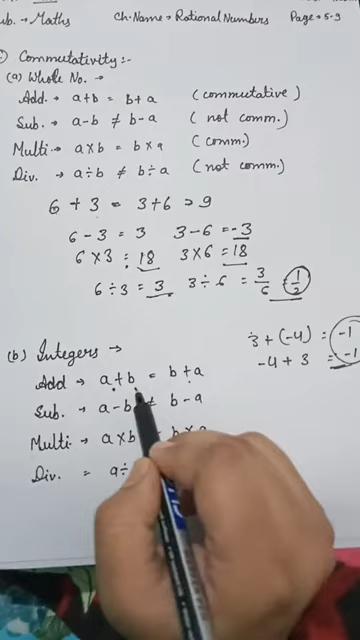 Sub. → Maths Ch. Name → Rational Numbers Page → 5-9
Commutativity :-
(a) Whole No. →
Add. → a+b = b+a (commutative)
Sub. → a-b ≠ b-a (not comm.)
Multi → a×b = b×a (comm.)
Div. → a÷b ≠ b÷a (not comm.)
6 + 3 = 3+6 = 9
6-3 = 3 3-6 = -3
6×3 = 18 3×6 = 18
6÷3 = 3 3÷6 = 3/6 = 1/2
(b) Integers →
3+(-4) = -1
-4+3 = -1
Add → a+b = b+a
Sub. → a-b b-a
Multi → a×b b×a
Div. = a÷